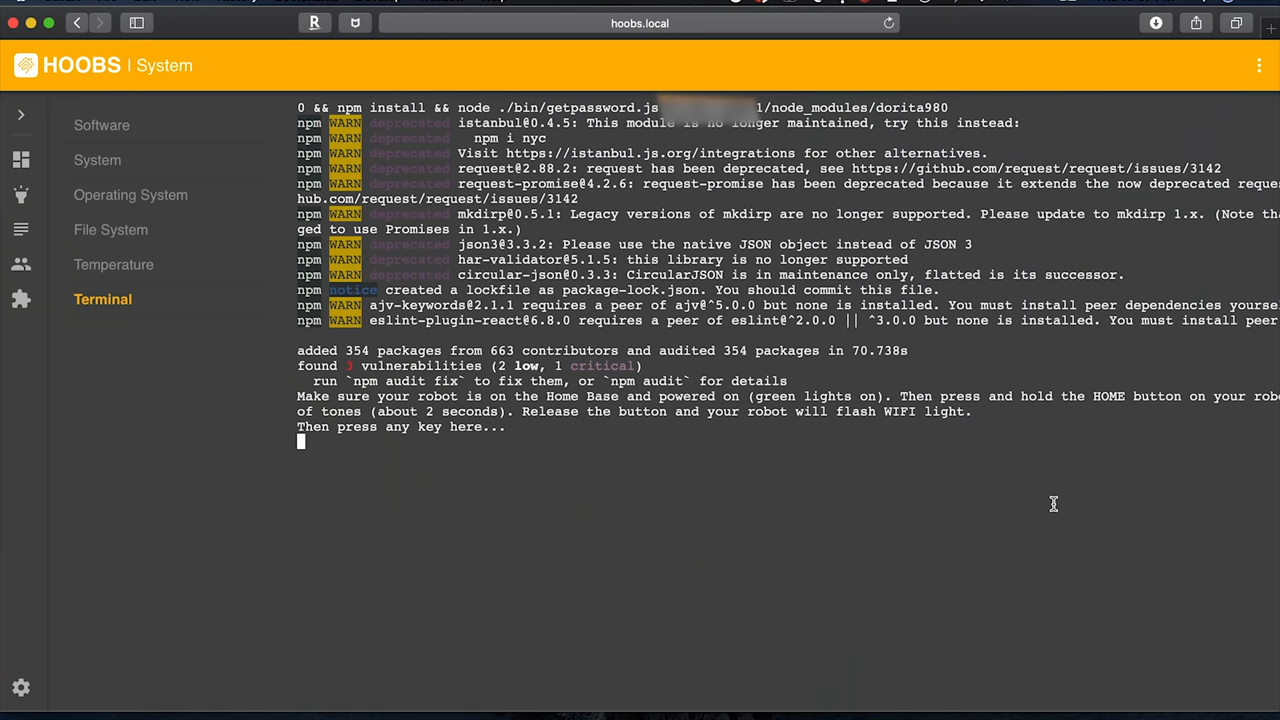 hoobs.local
HOOBS | System
Software
System
Operating System
File System
Temperature
Terminal
0 && npm install && node ./bin/getpassword.js 1/node_modules/dorita980
npm WARN deprecated istanbul@0.4.5: This module is no longer maintained, try this instead:
npm WARN deprecated npm i nyc
npm WARN deprecated Visit https://istanbul.js.org/integrations for other alternatives.
npm WARN deprecated request@2.88.2: request has been deprecated, see https://github.com/request/request/issues/3142
npm WARN deprecated request-promise@4.2.6: request-promise has been deprecated because it extends the now deprecated reque
hub.com/request/request/issues/3142
npm WARN deprecated mkdirp@0.5.1: Legacy versions of mkdirp are no longer supported. Please update to mkdirp 1.x. (Note tha
ged to use Promises in 1.x.)
npm WARN deprecated json3@3.3.2: Please use the native JSON object instead of JSON 3
npm WARN deprecated har-validator@5.1.5: this library is no longer supported
npm WARN deprecated circular-json@0.3.3: CircularJSON is in maintenance only, flatted is its successor.
npm notice created a lockfile as package-lock.json. You should commit this file.
npm WARN ajv-keywords@2.1.1 requires a peer of ajv@^5.0.0 but none is installed. You must install peer dependencies yourse
npm WARN eslint-plugin-react@6.8.0 requires a peer of eslint@^2.0.0 || ^3.0.0 but none is installed. You must install peer
added 354 packages from 663 contributors and audited 354 packages in 70.738s
found 3 vulnerabilities (2 low, 1 critical)
run `npm audit fix` to fix them, or `npm audit` for details
Make sure your robot is on the Home Base and powered on (green lights on). Then press and hold the HOME button on your rob
of tones (about 2 seconds). Release the button and your robot will flash WIFI light.
Then press any key here...